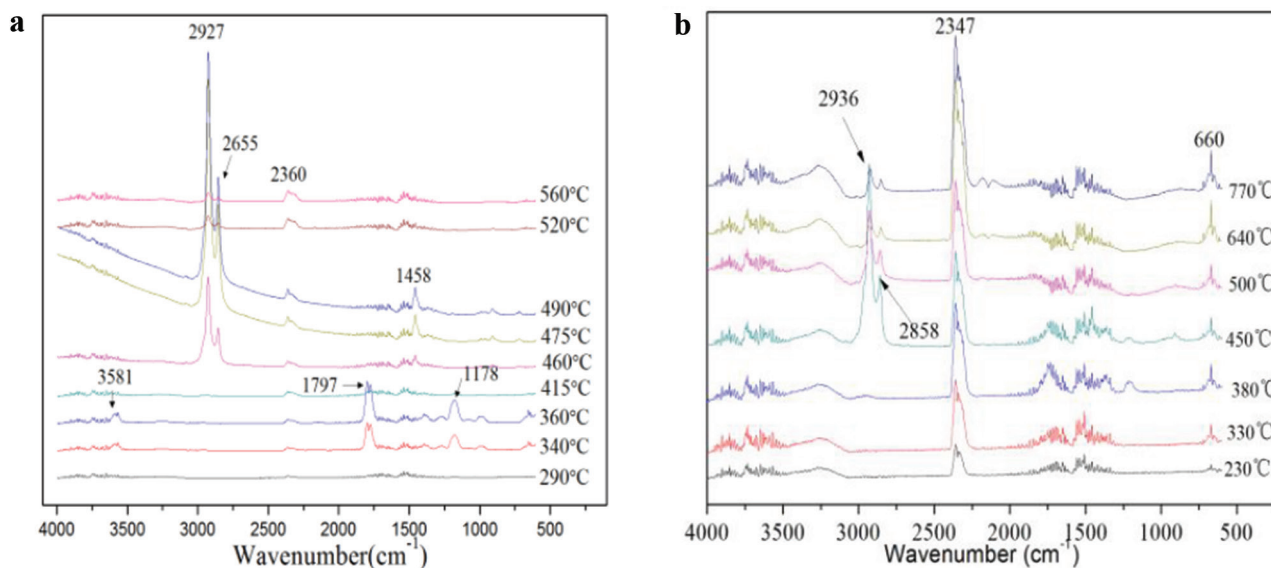 a
2927
2655
2360
560°C
520°C
1458
490°C
475°C
460°C
3581
1797
1178
415°C
360°C
340°C
290°C
4000 3500 3000 2500 2000 1500 1000 500
Wavenumber(cm-1)
b
2347
2936
660
770℃
640℃
500℃
2858
450℃
380℃
330℃
230℃
4000 3500 3000 2500 2000 1500 1000 500
Wavenumber (cm-1)